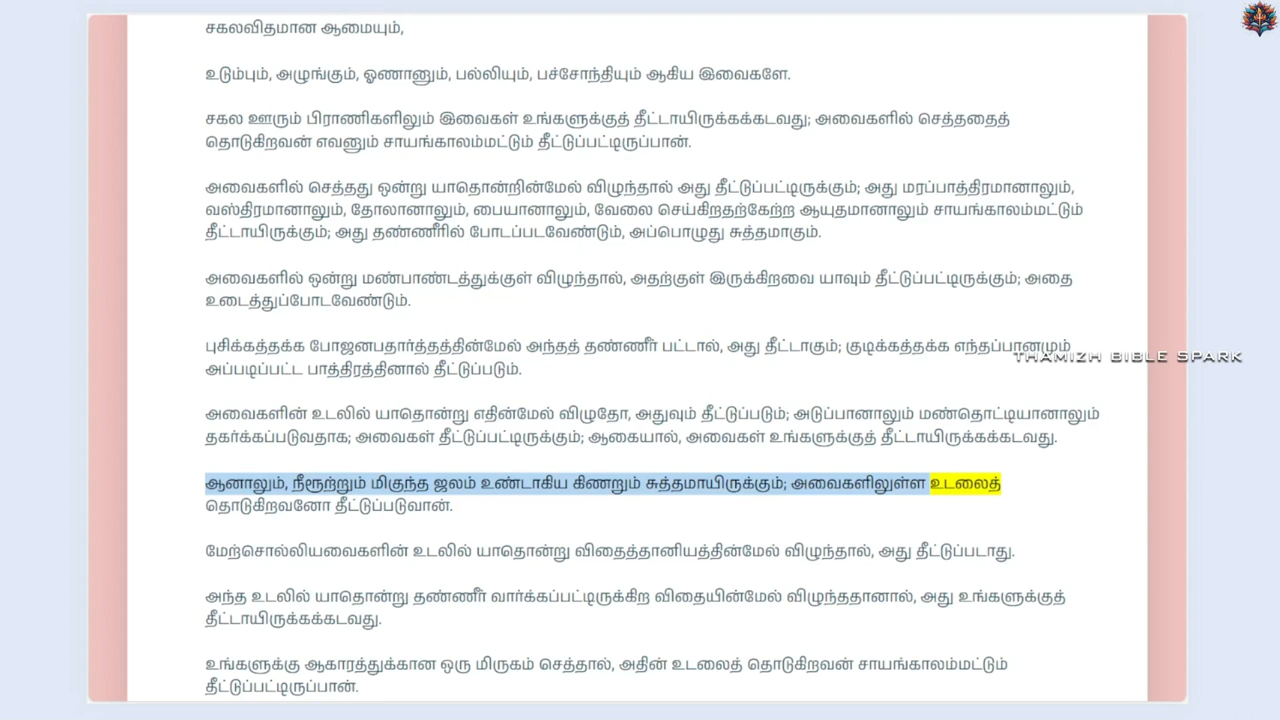 சகலவிதமான ஆமையும்,
உடும்பும், அழுங்கும், ஓணானும், பல்லியும், பச்சோந்தியும் ஆகிய இவைகளே.
சகல ஊரும் பிராணிகளிலும் இவைகள் உங்களுக்குத் தீட்டாயிருக்கக்கடவது; அவைகளில் செத்ததைத்
தொடுகிறவன் எவனும் சாயங்காலம்மட்டும் தீட்டுப்பட்டிருப்பான்.
அவைகளில் செத்தது ஒன்று யாதொன்றின்மேல் விழுந்தால் அது தீட்டுப்பட்டிருக்கும்; அது மரப்பாத்திரமானாலும்,
வஸ்திரமானாலும், தோலானாலும், பையானாலும், வேலை செய்கிறதற்கேற்ற ஆயுதமானாலும் சாயங்காலம்மட்டும்
தீட்டாயிருக்கும்; அது தண்ணீரில் போடப்படவேண்டும், அப்பொழுது சுத்தமாகும்.
அவைகளில் ஒன்று மண்பாண்டத்துக்குள் விழுந்தால், அதற்குள் இருக்கிறவை யாவும் தீட்டுப்பட்டிருக்கும்; அதை
உடைத்துப்போடவேண்டும்.
புசிக்கத்தக்க போஜனபதார்த்தத்தின்மேல் அந்தத் தண்ணீர் பட்டால், அது தீட்டாகும்; குடிக்கத்தக்க எந்தப்பானமும்
அப்படிப்பட்ட பாத்திரத்தினால் தீட்டுப்படும்.
THAMIZH BIBLE SPARK
அவைகளின் உடலில் யாதொன்று எதின்மேல் விழுதோ, அதுவும் தீட்டுப்படும்; அடுப்பானாலும் மண்தொட்டியானாலும்
தகர்க்கப்படுவதாக; அவைகள் தீட்டுப்பட்டிருக்கும்; ஆகையால், அவைகள் உங்களுக்குத் தீட்டாயிருக்கக்கடவது.
ஆனாலும், நீரூற்றும் மிகுந்த ஜலம் உண்டாகிய கிணறும் சுத்தமாயிருக்கும்; அவைகளிலுள்ள உடலைத்
தொடுகிறவனோ தீட்டுப்படுவான்.
மேற்சொல்லியவைகளின் உடலில் யாதொன்று விதைத்தானியத்தின்மேல் விழுந்தால், அது தீட்டுப்படாது.
அந்த உடலில் யாதொன்று தண்ணீர் வார்க்கப்பட்டிருக்கிற விதையின்மேல் விழுந்ததானால், அது உங்களுக்குத்
தீட்டாயிருக்கக்கடவது.
உங்களுக்கு ஆகாரத்துக்கான ஒரு மிருகம் செத்தால், அதின் உடலைத் தொடுகிறவன் சாயங்காலம்மட்டும்
தீட்டுப்பட்டிருப்பான்.